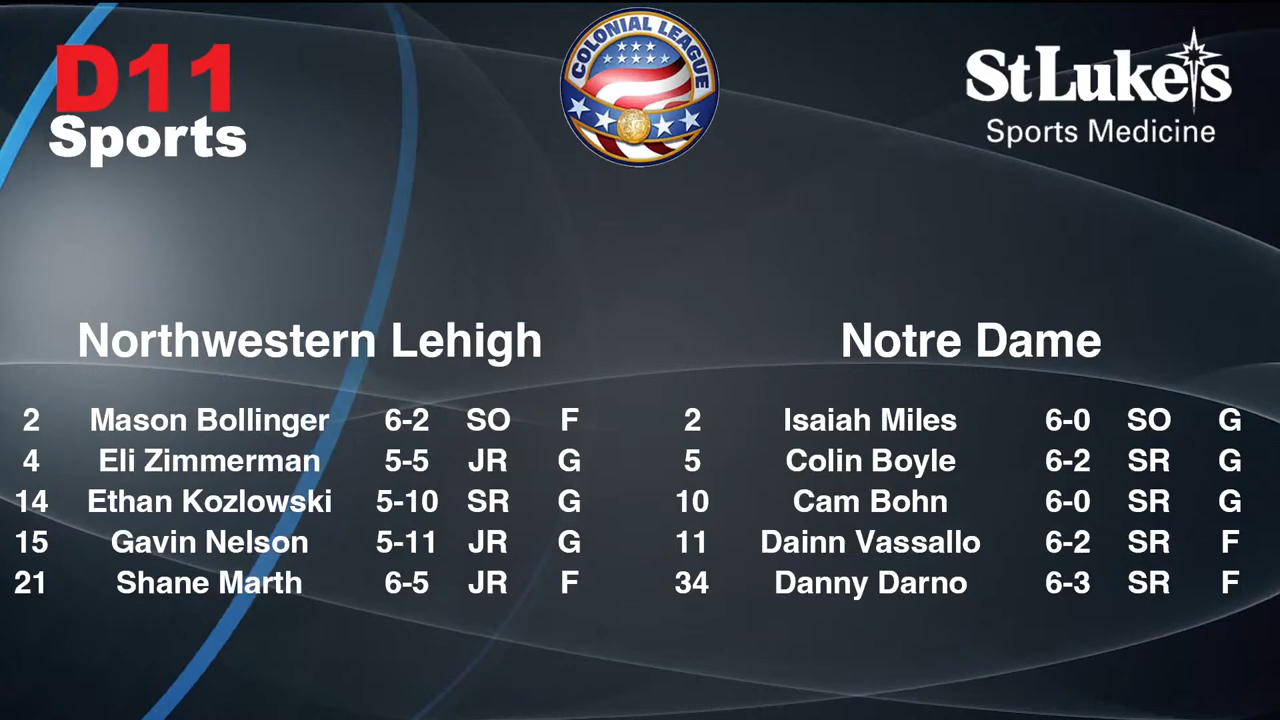 D11
Sports
COLONIAL LEAGUE
StLuke's
Sports Medicine
Northwestern Lehigh
2 Mason Bollinger 6-2 SO F
4 Eli Zimmerman 5-5 JR G
14 Ethan Kozlowski 5-10 SR G
15 Gavin Nelson 5-11 JR G
21 Shane Marth 6-5 JR F
Notre Dame
2 Isaiah Miles 6-0 SO G
5 Colin Boyle 6-2 SR G
10 Cam Bohn 6-0 SR G
11 Dainn Vassallo 6-2 SR F
34 Danny Darno 6-3 SR F